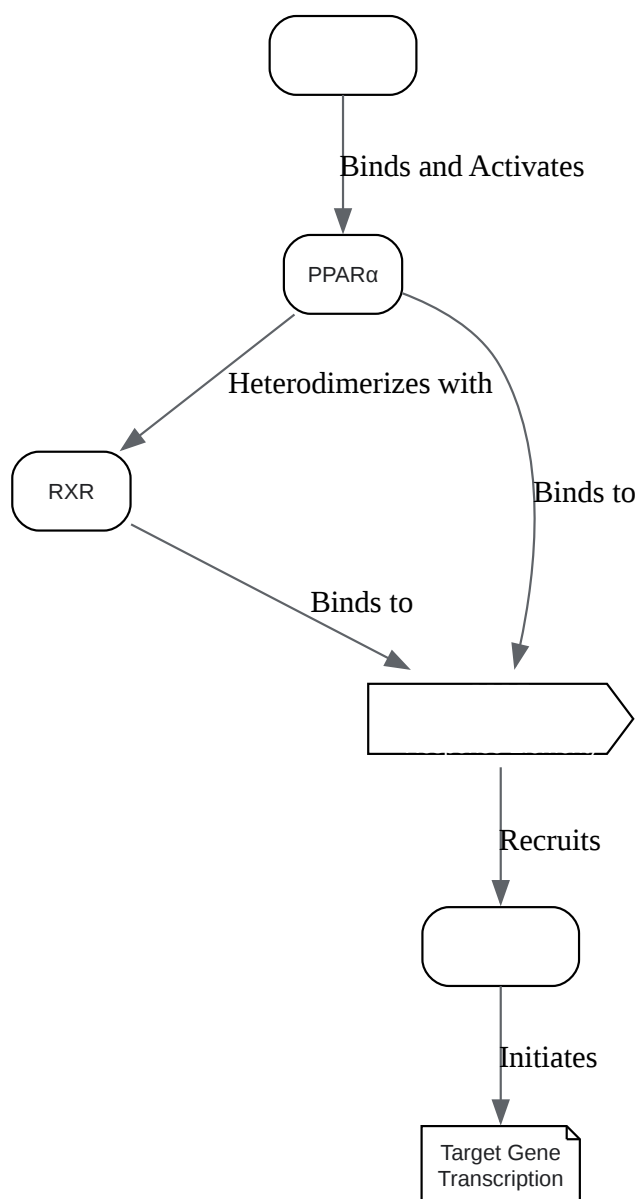 Binds and Activates
PPARα
Heterodimerizes with
RXR
Binds to
Binds to
Recruits
Initiates
Target Gene
Transcription